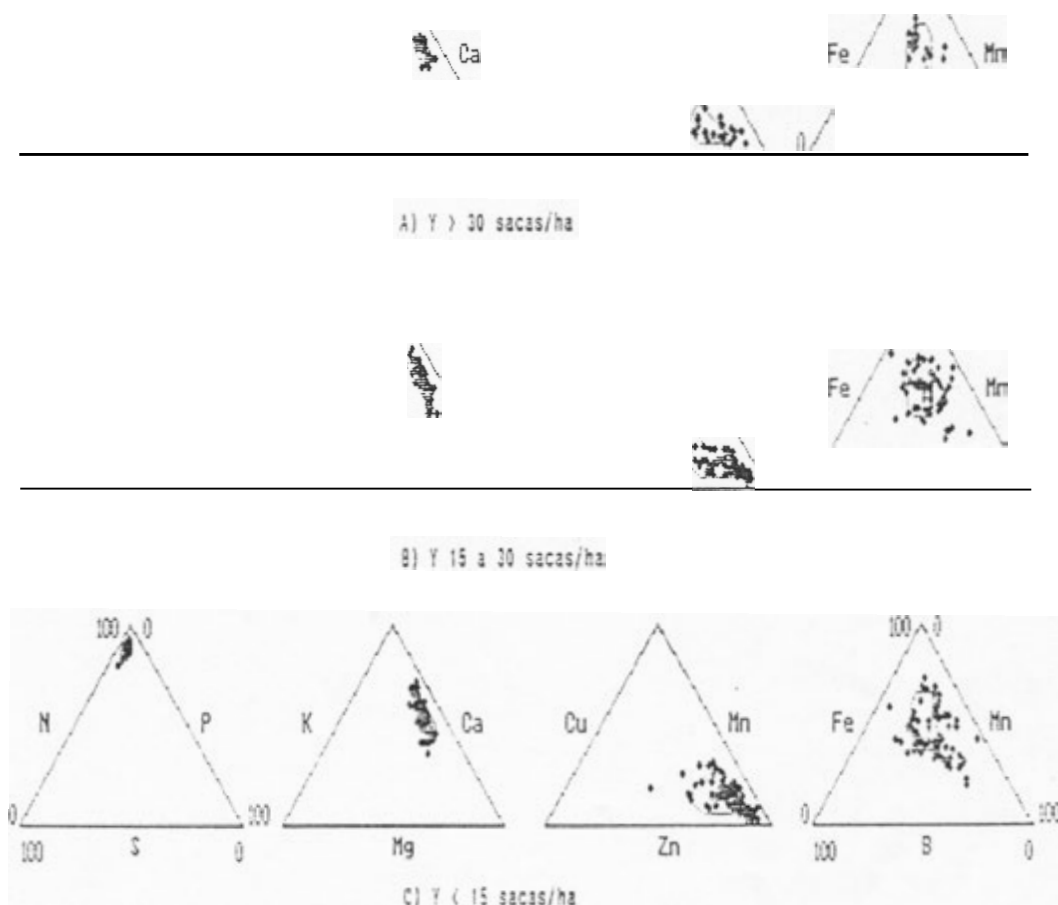 Ca
Fe Mn
0
A) Y > 30 sacas/ha
Fe Mn
B) Y 15 a 30 sacas/ha
100 0 100 0
N P K Ca Cu Mn Fe Mn
0 100 0 100
100 S 0 Mg Zn 100 B 0
C) Y < 15 sacas/ha